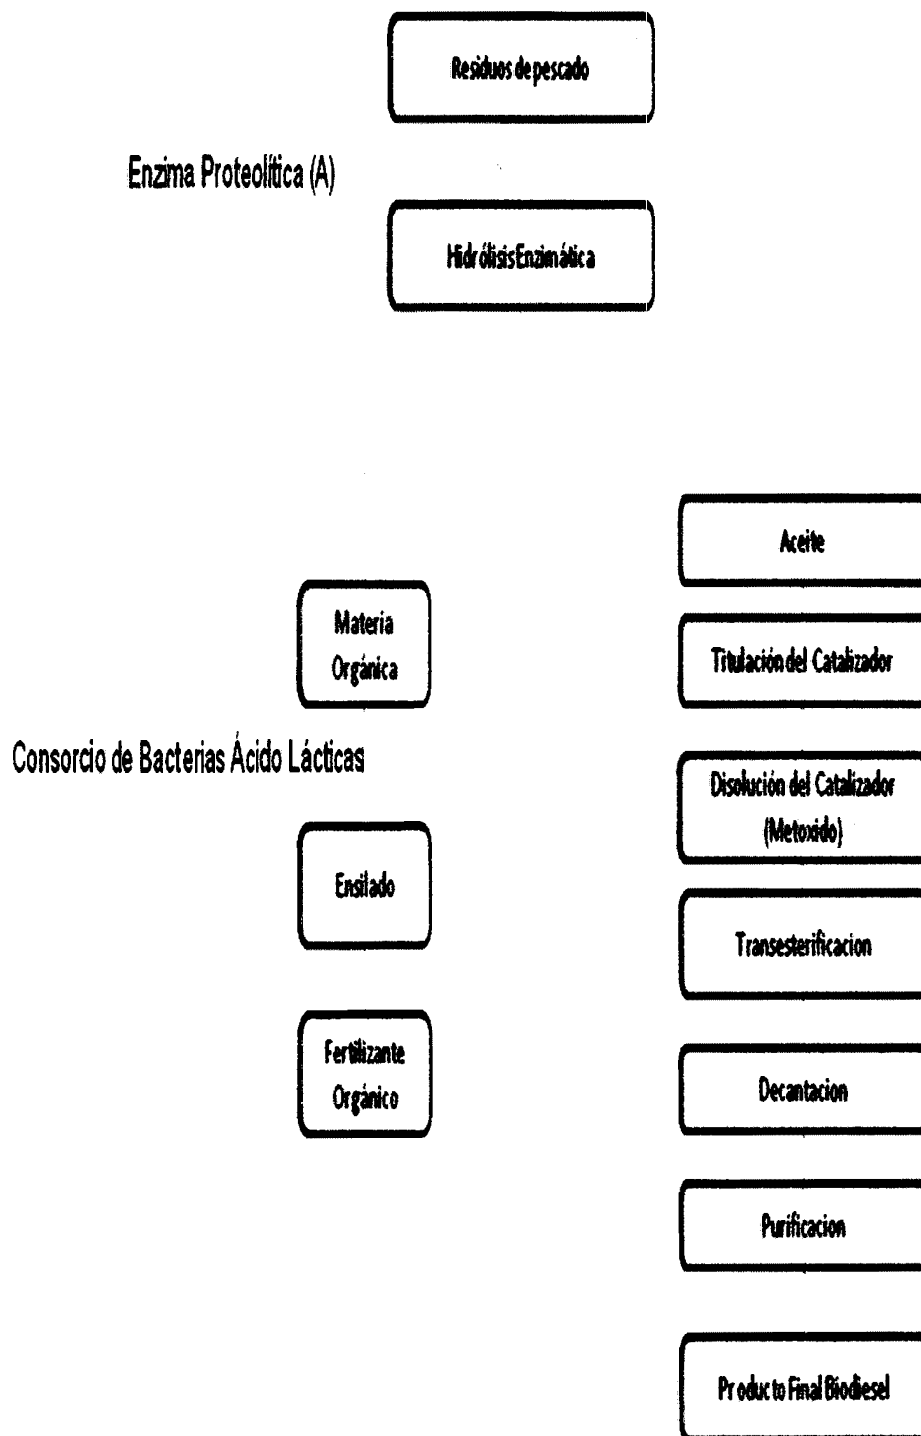 Residuos de pescado
Enzima Proteolítica (A)
Hidrólisis Enzimática
Materia
Orgánica
Consorcio de Bacterias Ácido Lácticas
Ensilado
Fertilizante
Orgánico
Aceite
Titulación del Catalizador
Disolución del Catalizador
(Metoxido)
Transesterificacion
Decantacion
Purificacion
Producto Final Biodiesel